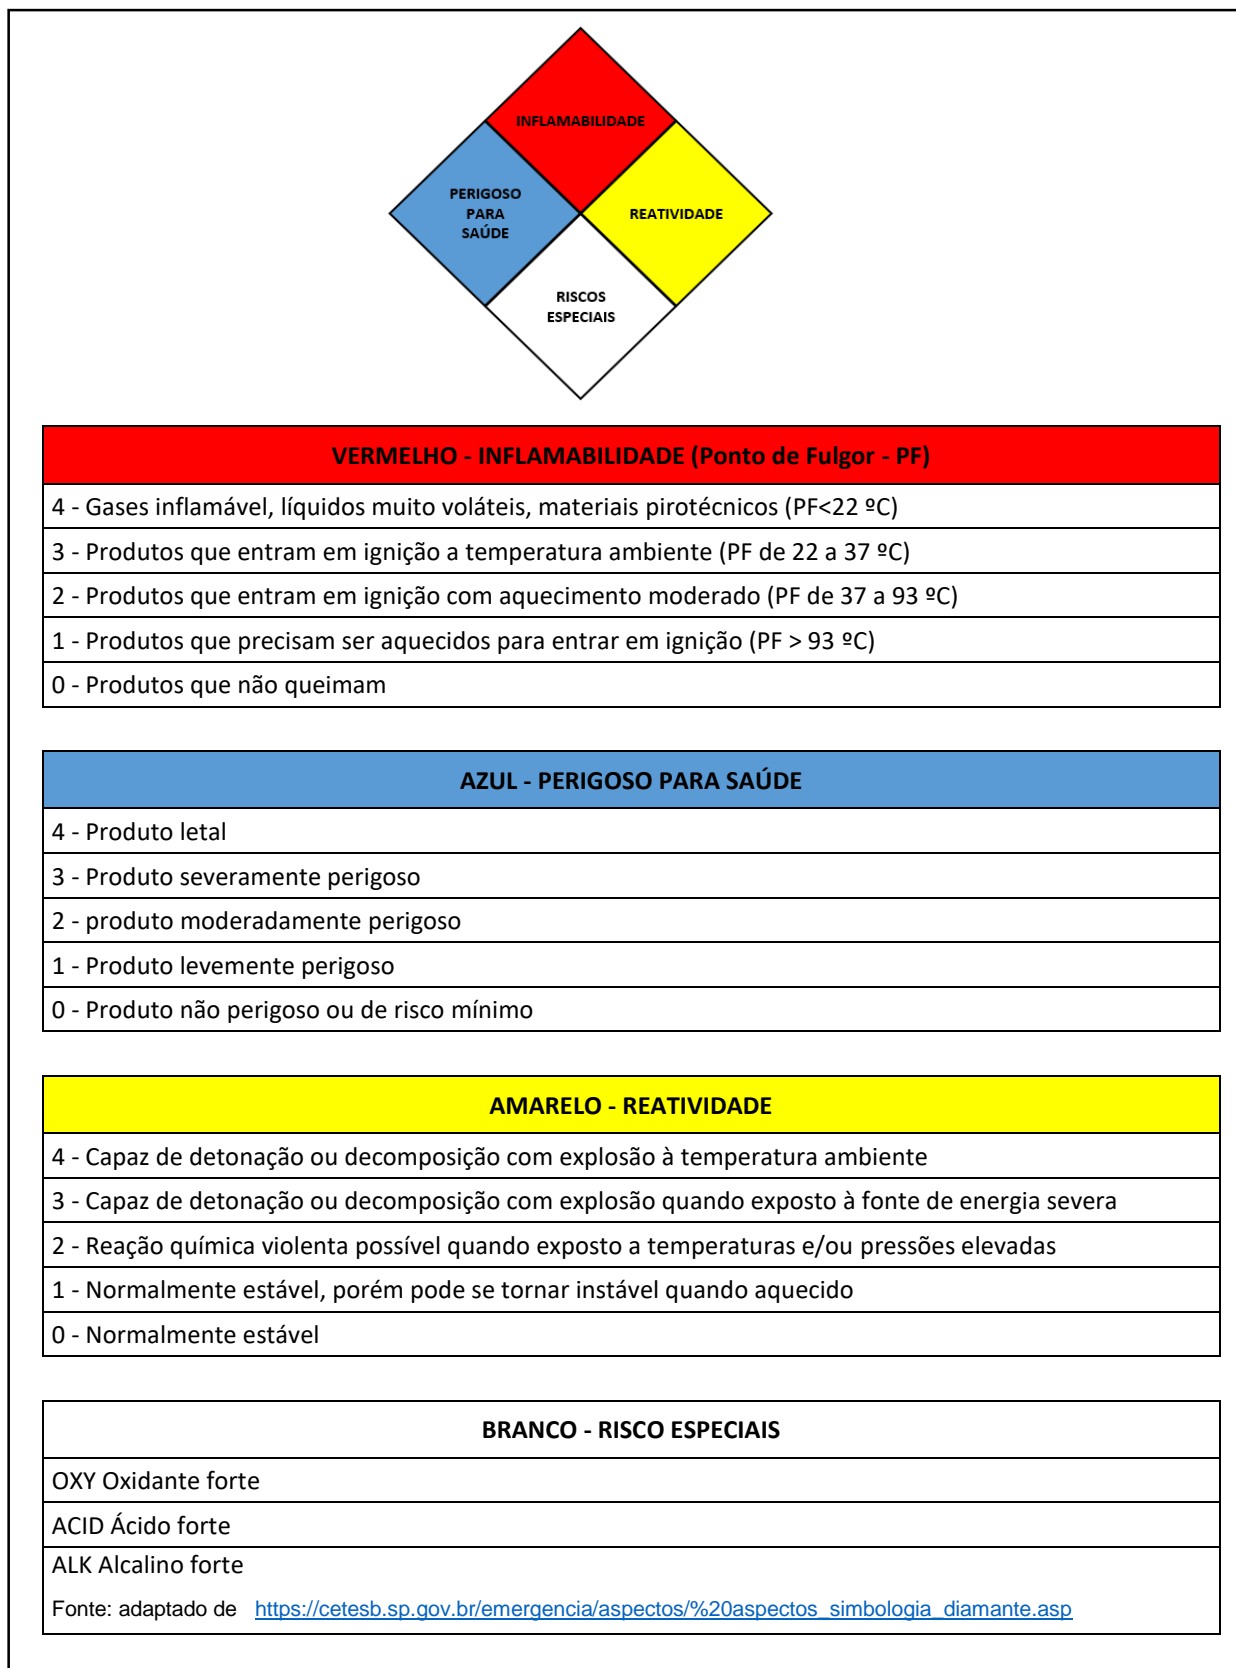 INFLAMABILIDADE
PERIGOSO
PARA
SAÚDE
REATIVIDADE
RISCOS
ESPECIAIS
VERMELHO - INFLAMABILIDADE (Ponto de Fulgor - PF)
4 - Gases inflamável, líquidos muito voláteis, materiais pirotécnicos (PF<22 ºC)
3 - Produtos que entram em ignição a temperatura ambiente (PF de 22 a 37 ºC)
2 - Produtos que entram em ignição com aquecimento moderado (PF de 37 a 93 ºC)
1 - Produtos que precisam ser aquecidos para entrar em ignição (PF > 93 ºC)
0 - Produtos que não queimam
AZUL - PERIGOSO PARA SAÚDE
4 - Produto letal
3 - Produto severamente perigoso
2 - produto moderadamente perigoso
1 - Produto levemente perigoso
0 - Produto não perigoso ou de risco mínimo
AMARELO - REATIVIDADE
4 - Capaz de detonação ou decomposição com explosão à temperatura ambiente
3 - Capaz de detonação ou decomposição com explosão quando exposto à fonte de energia severa
2 - Reação química violenta possível quando exposto a temperaturas e/ou pressões elevadas
1 - Normalmente estável, porém pode se tornar instável quando aquecido
0 - Normalmente estável
BRANCO - RISCO ESPECIAIS
OXY Oxidante forte
ACID Ácido forte
ALK Alcalino forte
Fonte: adaptado de https://cetesb.sp.gov.br/emergencia/aspectos/%20aspectos_simbologia_diamante.asp